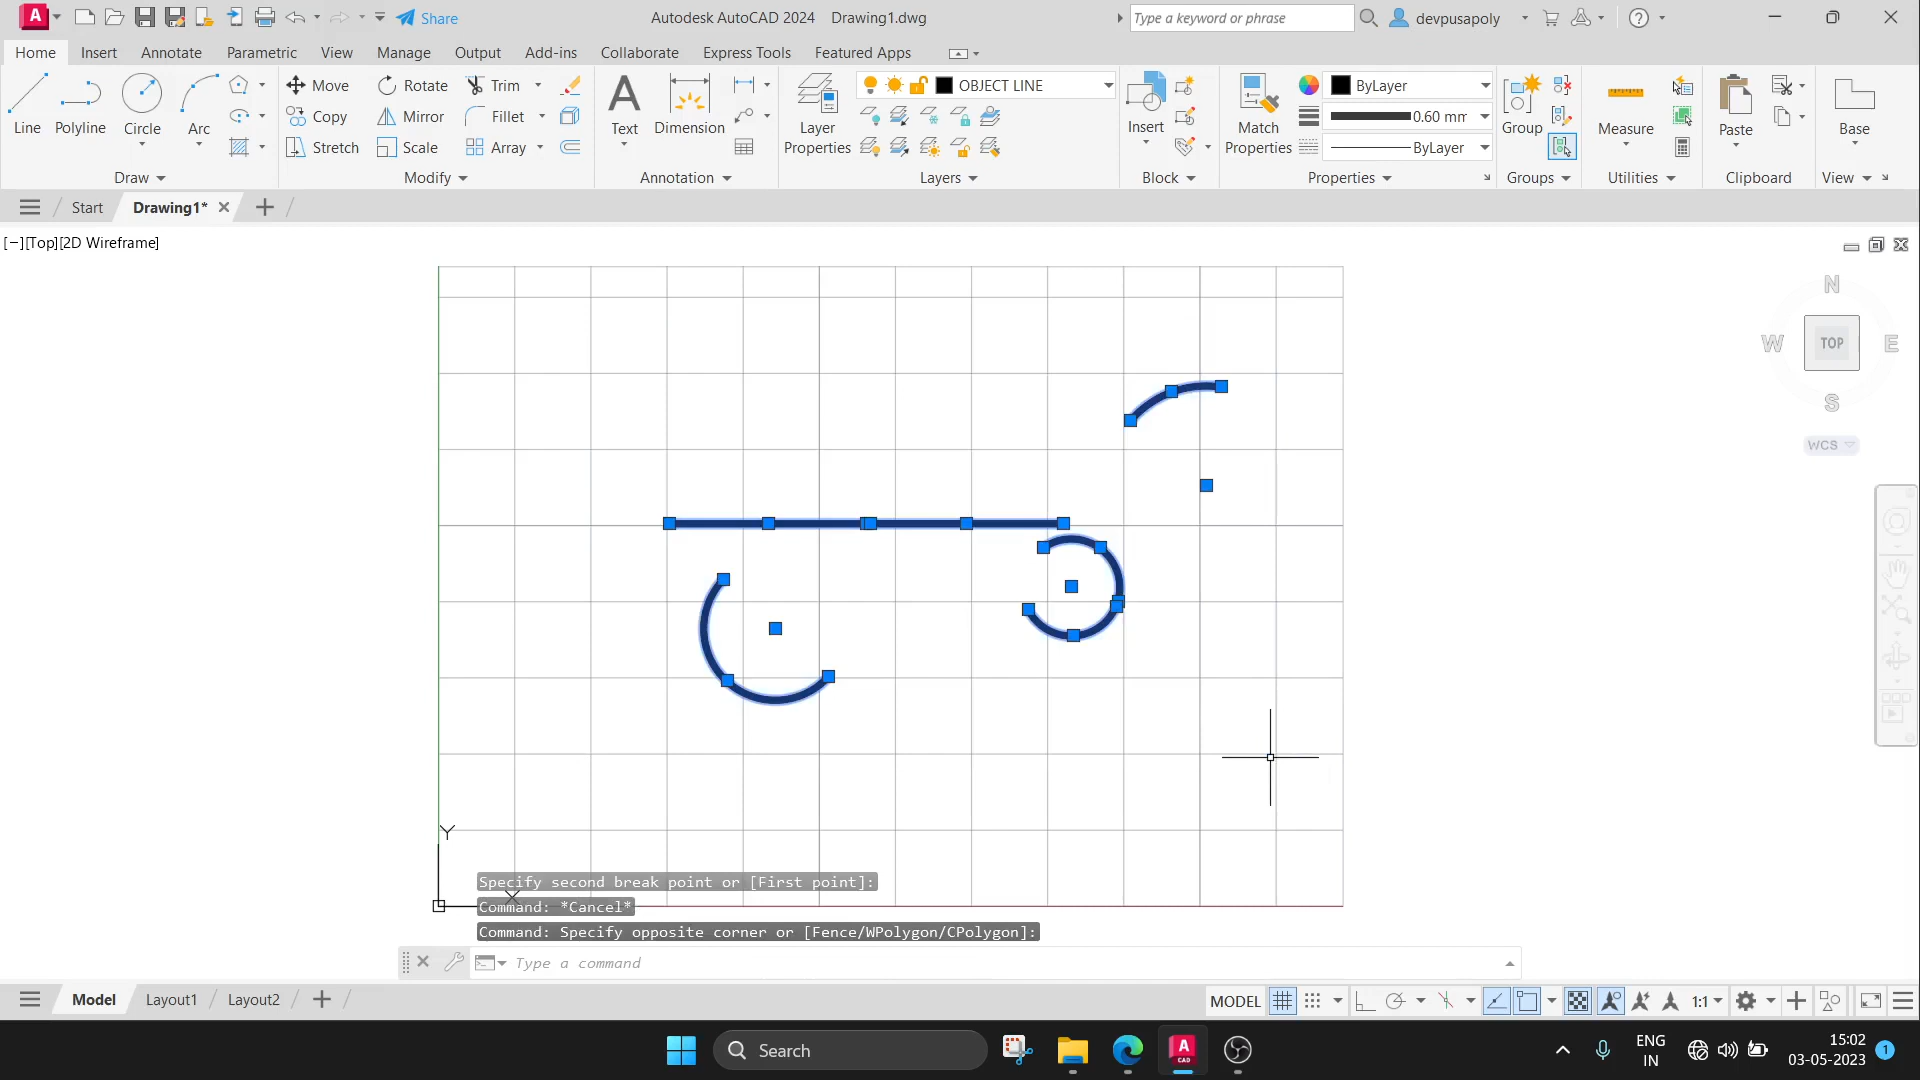 A CAD
Share
Autodesk AutoCAD 2024 Drawing1.dwg
Type a keyword or phrase
devpusapoly
Home Insert Annotate Parametric View Manage Output Add-ins Collaborate Express Tools Featured Apps
Line Polyline Circle Arc
Move Rotate Trim
Copy Mirror Fillet
Stretch Scale Array
Text Dimension
Layer Properties
OBJECT LINE
Insert
Match Properties
ByLayer
0.60 mm
ByLayer
Group
Measure
Paste
Base
Draw Modify Annotation Layers Block Properties Groups Utilities Clipboard View
Start Drawing1*
[−][Top][2D Wireframe]
N
W TOP E
S
WCS
Y
X
Specify second break point or [First point]:
Command: *Cancel*
Command: Specify opposite corner or [Fence/WPolygon/CPolygon]:
Type a command
Model Layout1 Layout2
MODEL 1:1
Search
A CAD
ENG
IN
15:02
03-05-2023
1